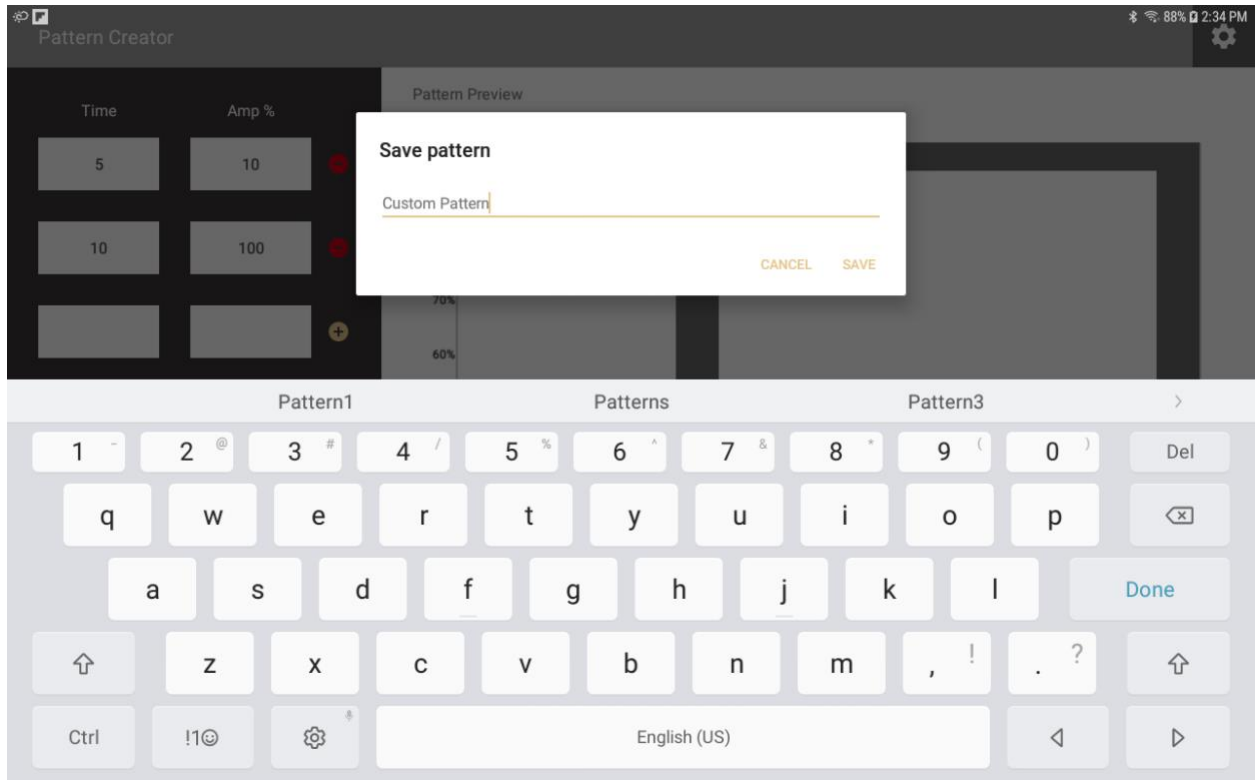 88% 2:34 PM
Pattern Creator
Pattern Preview
Time Amp %
5 10
10 100
70%
60%
Save pattern
Custom Pattern
CANCEL SAVE
Pattern1 Patterns Pattern3 >
1 - 2 @ 3 # 4 / 5 % 6 ^ 7 & 8 * 9 ( 0 ) Del
q w e r t y u i o p
a s d f g h j k l Done
z x c v b n m , ! . ?
Ctrl !1☺ English (US)